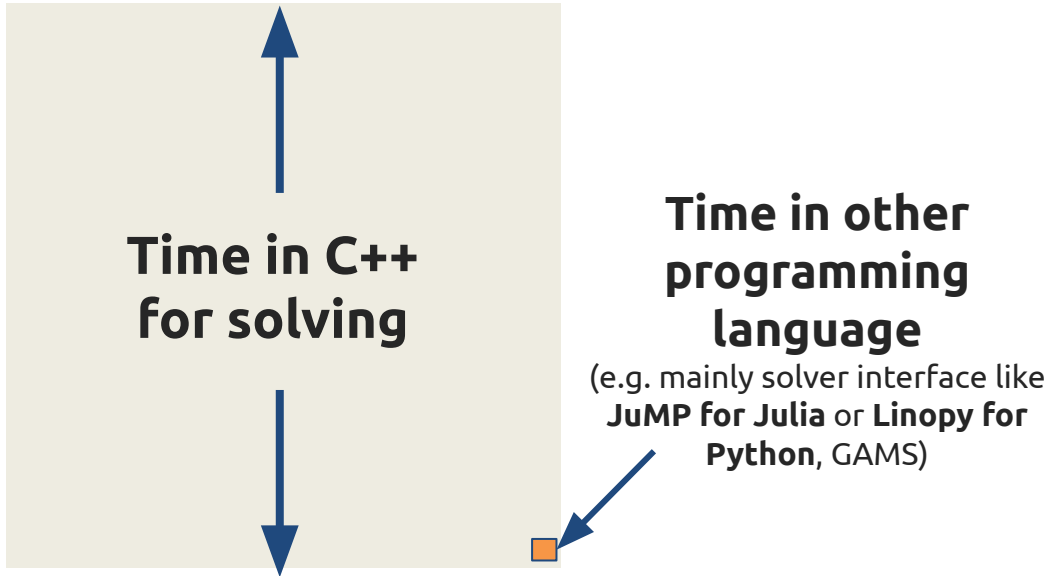 Time in C++
for solving
Time in other
programming
language
(e.g. mainly solver interface like
JuMP for Julia or Linopy for
Python, GAMS)